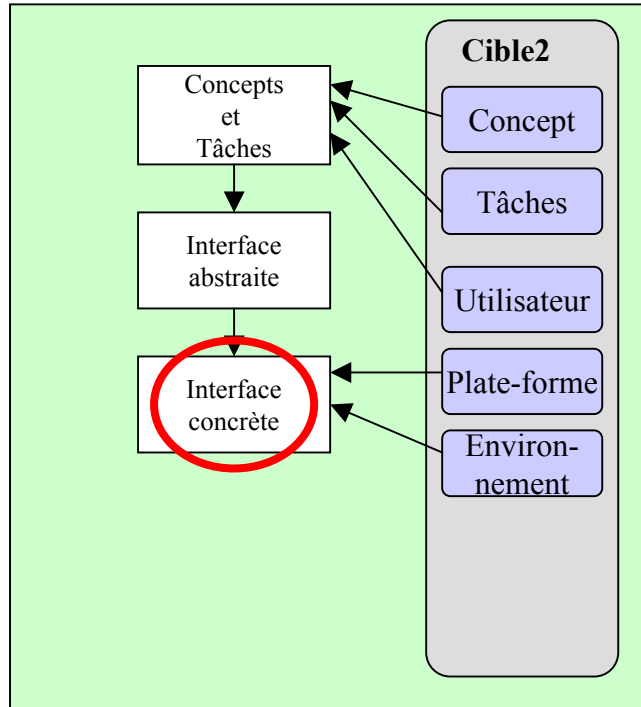 Cible2
Concepts
et
Tâches
Interface
abstraite
Interface
concrète
Concept
Tâches
Utilisateur
Plate-forme
Environ-
nement